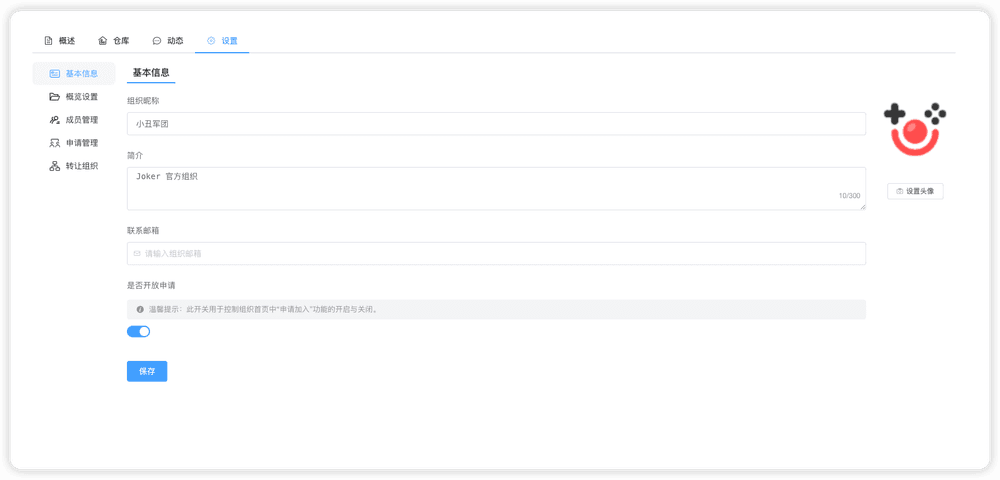 概述 仓库 动态 设置
基本信息
概览设置
成员管理
申请管理
转让组织
基本信息
组织昵称
小丑军团
简介
Joker 官方组织
10/300
联系邮箱
请输入组织邮箱
是否开放申请
温馨提示：此开关用于控制组织首页中“申请加入”功能的开启与关闭。
保存
设置头像